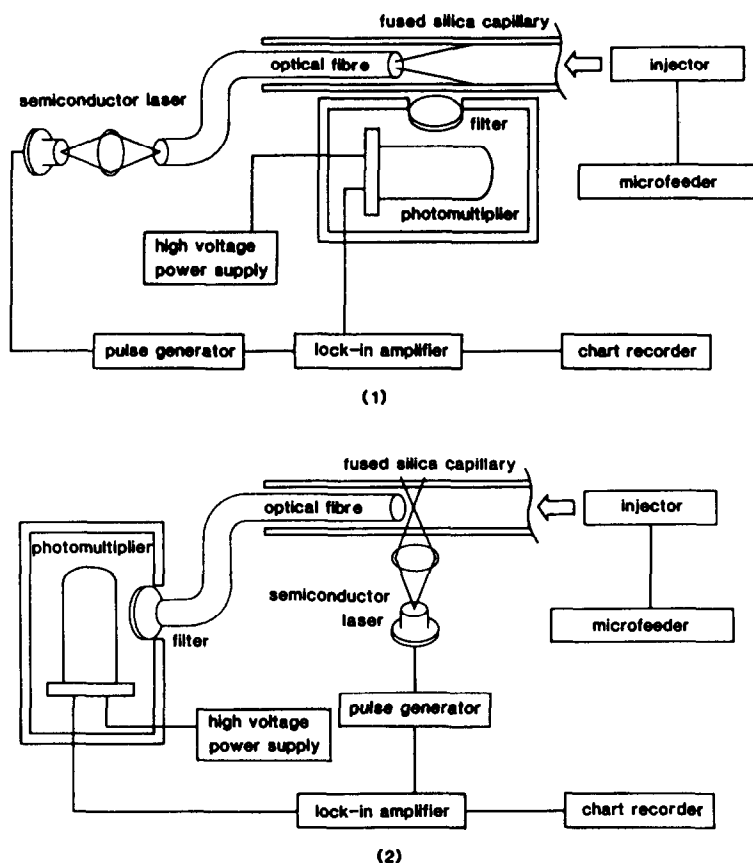 fused silica capillary
optical fibre
injector
semiconductor laser
filter
microfeeder
photomultiplier
high voltage
power supply
pulse generator
lock-in amplifier
chart recorder
(1)
fused silica capillary
optical fibre
injector
photomultiplier
semiconductor
laser
filter
microfeeder
pulse generator
high voltage
power supply
lock-in amplifier
chart recorder
(2)